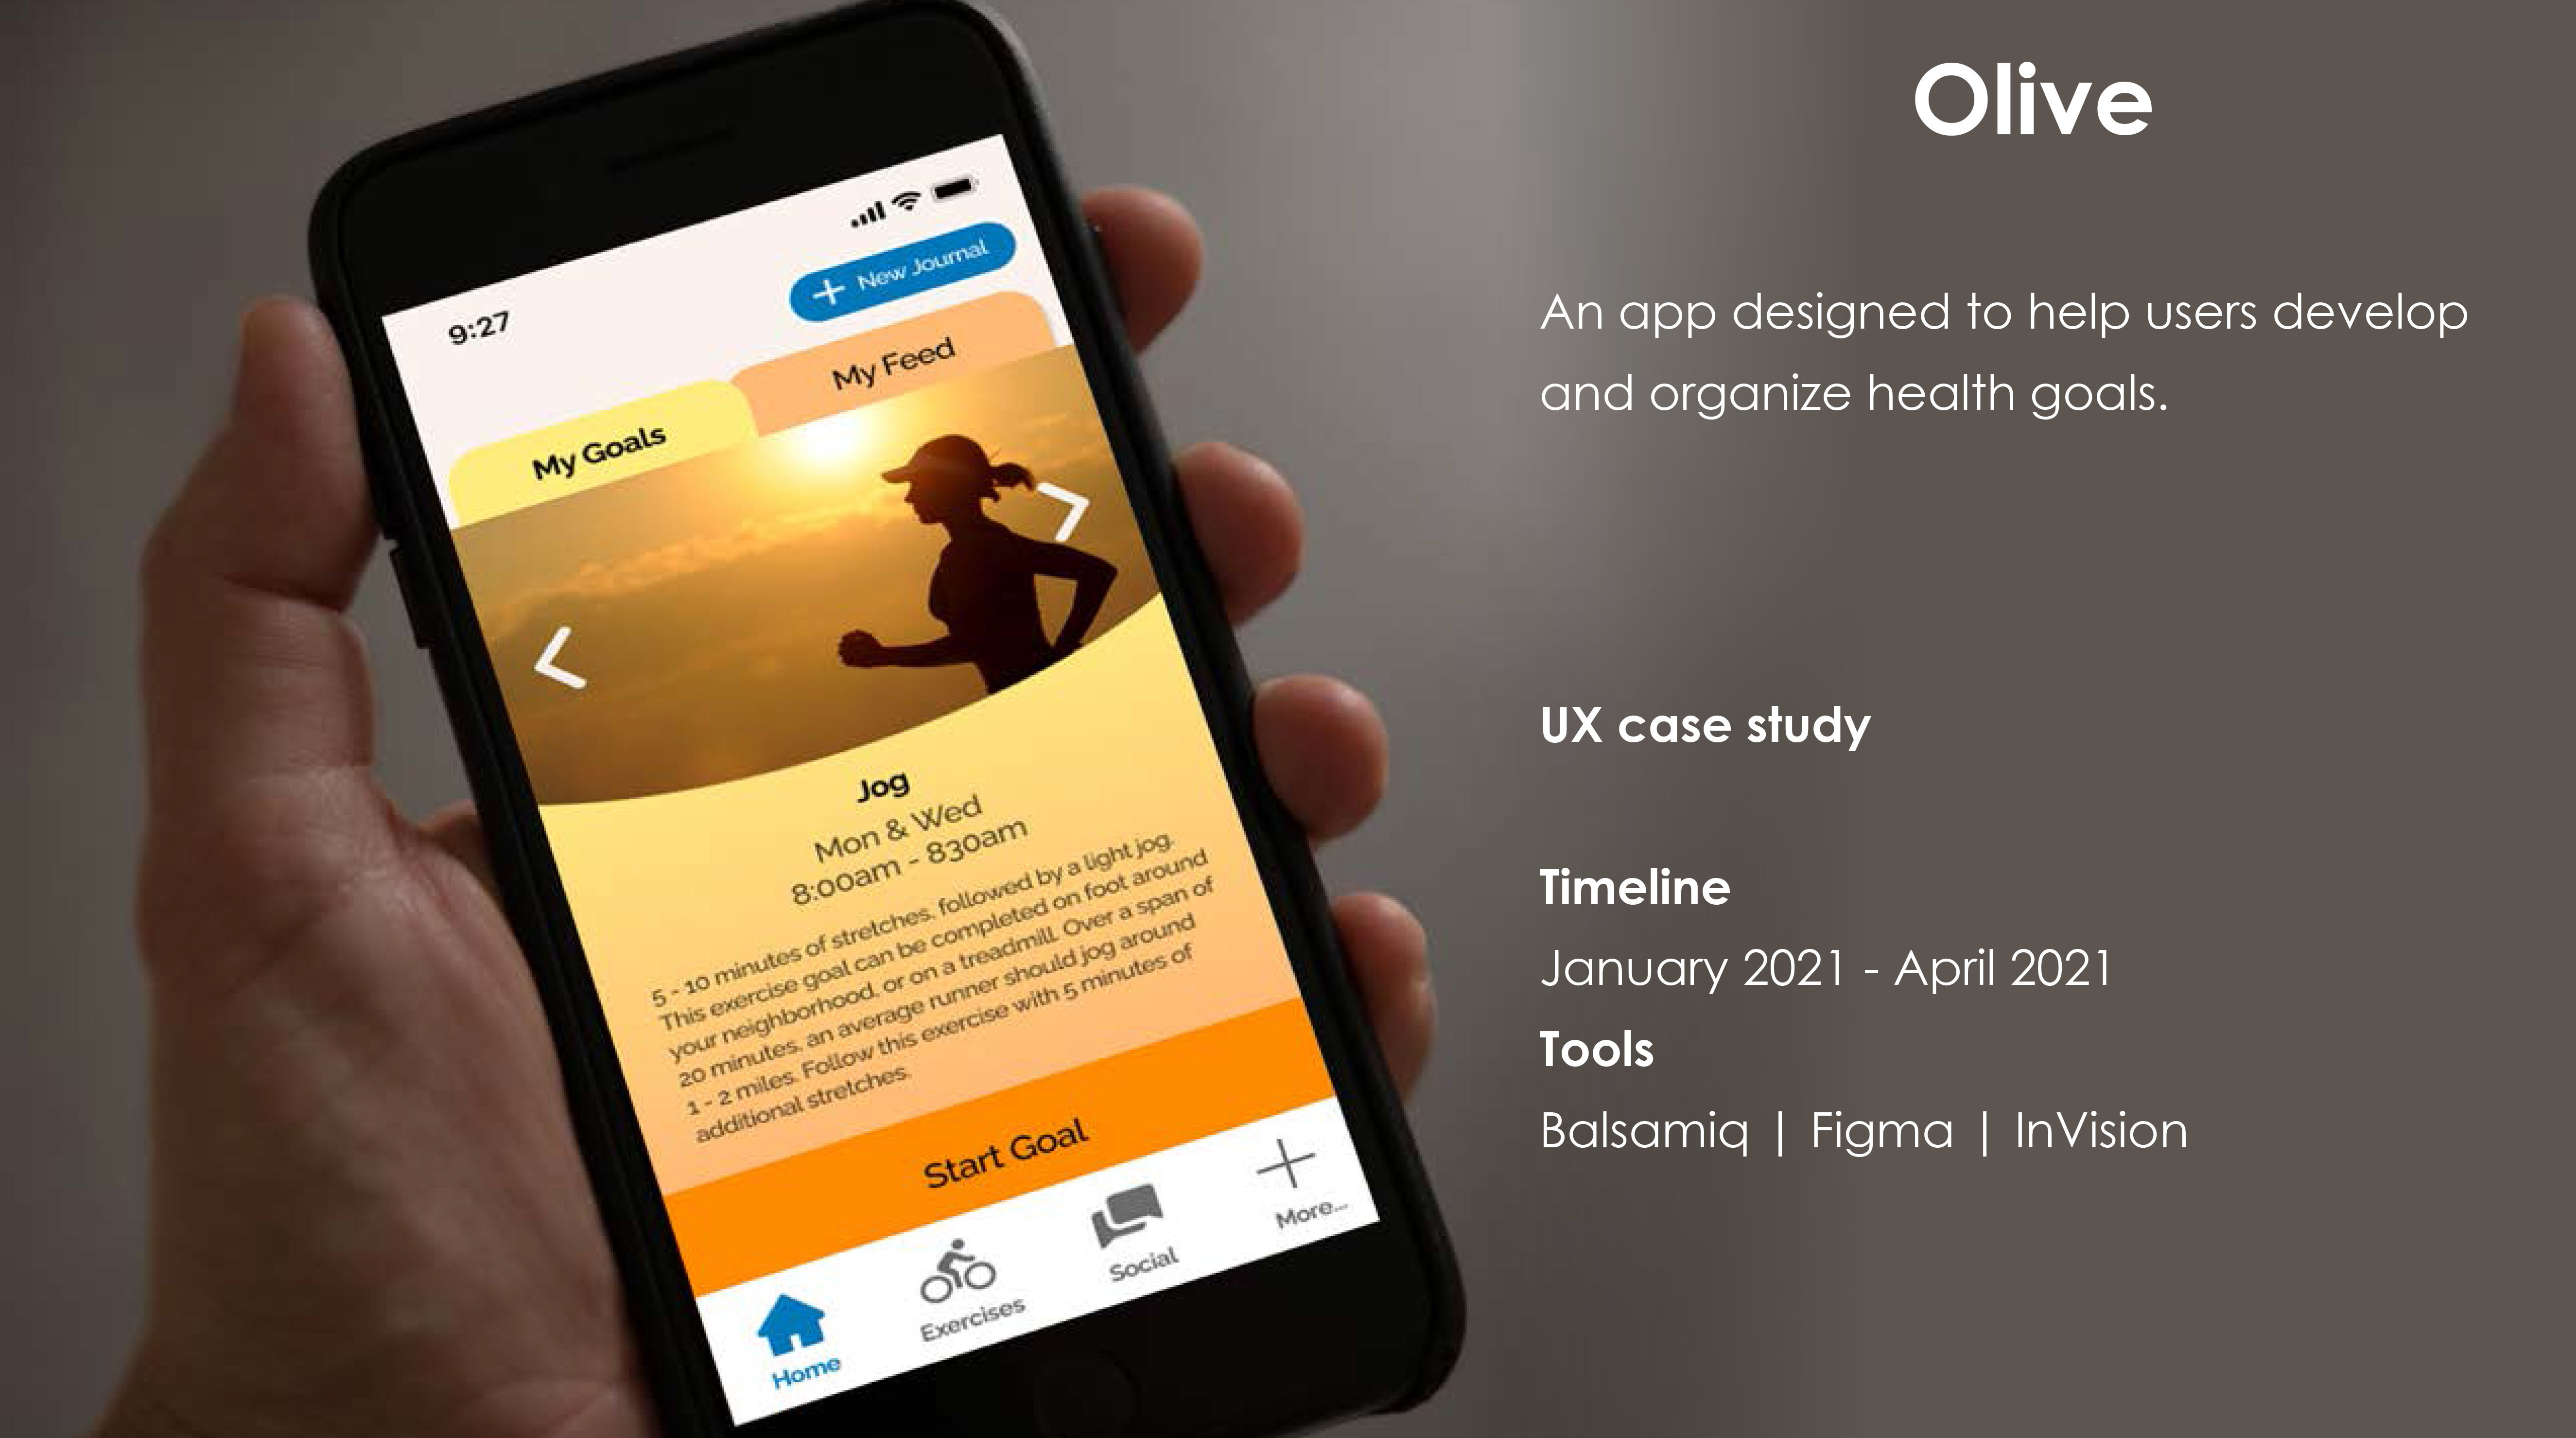 9:27
+ New Journal
My Goals
My Feed
Jog
Mon & Wed
8:00am - 830am
5 - 10 minutes of stretches, followed by a light jog.
This exercise goal can be completed on foot around
your neighborhood, or on a treadmill. Over a span of
20 minutes, an average runner should jog around
1 - 2 miles. Follow this exercise with 5 minutes of
additional stretches.
Start Goal
Home
Exercises
Social
More...
Olive
An app designed to help users develop
and organize health goals.
UX case study
Timeline
January 2021 - April 2021
Tools
Balsamiq | Figma | InVision